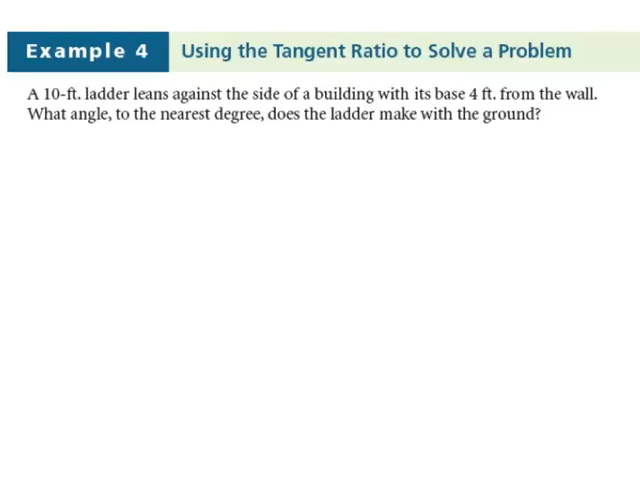 Example 4 Using the Tangent Ratio to Solve a Problem
A 10-ft. ladder leans against the side of a building with its base 4 ft. from the wall.
What angle, to the nearest degree, does the ladder make with the ground?